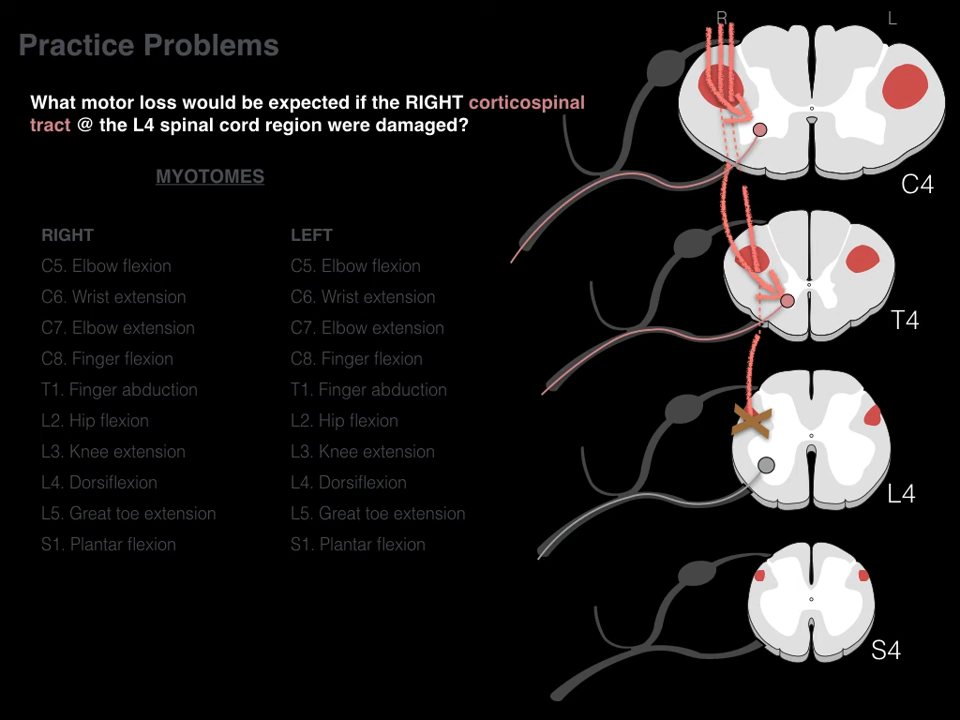 Practice Problems
R
L
What motor loss would be expected if the RIGHT corticospinal
tract @ the L4 spinal cord region were damaged?
MYOTOMES
C4
RIGHT
C5. Elbow flexion
C6. Wrist extension
C7. Elbow extension
C8. Finger flexion
T1. Finger abduction
L2. Hip flexion
L3. Knee extension
L4. Dorsiflexion
L5. Great toe extension
S1. Plantar flexion
LEFT
C5. Elbow flexion
C6. Wrist extension
C7. Elbow extension
C8. Finger flexion
T1. Finger abduction
L2. Hip flexion
L3. Knee extension
L4. Dorsiflexion
L5. Great toe extension
S1. Plantar flexion
T4
L4
S4